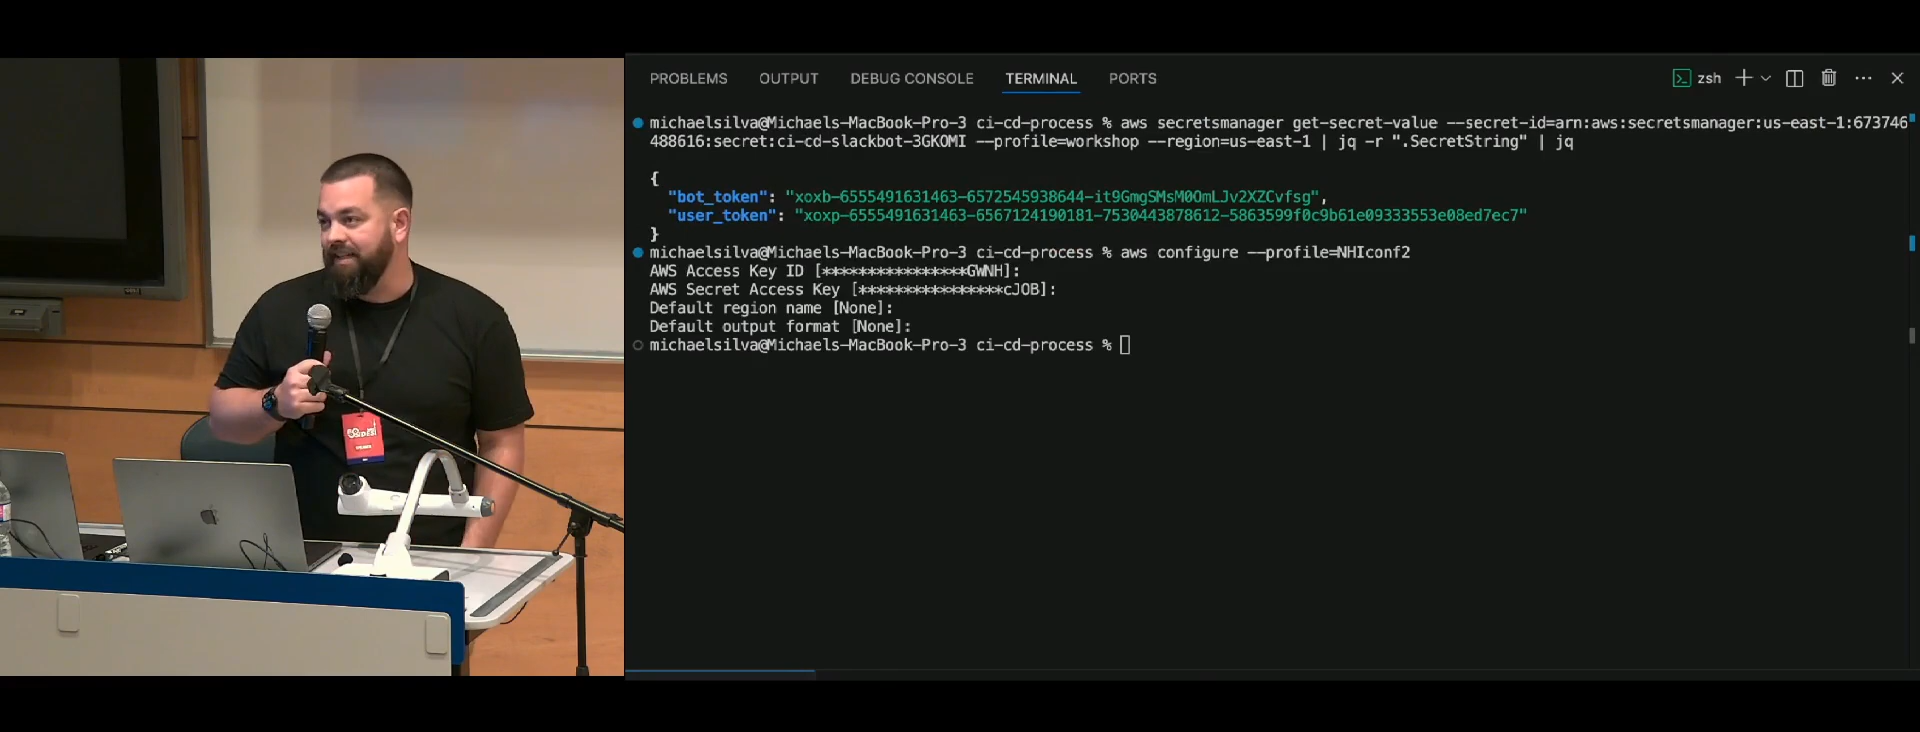 PROBLEMS OUTPUT DEBUG CONSOLE TERMINAL PORTS zsh
michaelsilva@Michaels-MacBook-Pro-3 ci-cd-process % aws secretsmanager get-secret-value --secret-id=arn:aws:secretsmanager:us-east-1:673746
488616:secret:ci-cd-slackbot-3GKOMI --profile=workshop --region=us-east-1 | jq -r ".SecretString" | jq
{
"bot_token": "xoxb-6555491631463-6572545938644-it9GmgSMsM0OmLJv2XZCvfsg",
"user_token": "xoxp-6555491631463-6567124190181-7530443878612-5863599f0c9b61e09333553e08ed7ec7"
}
michaelsilva@Michaels-MacBook-Pro-3 ci-cd-process % aws configure --profile=NHIconf2
AWS Access Key ID [****************GWNH]:
AWS Secret Access Key [****************cJOB]:
Default region name [None]:
Default output format [None]:
michaelsilva@Michaels-MacBook-Pro-3 ci-cd-process %